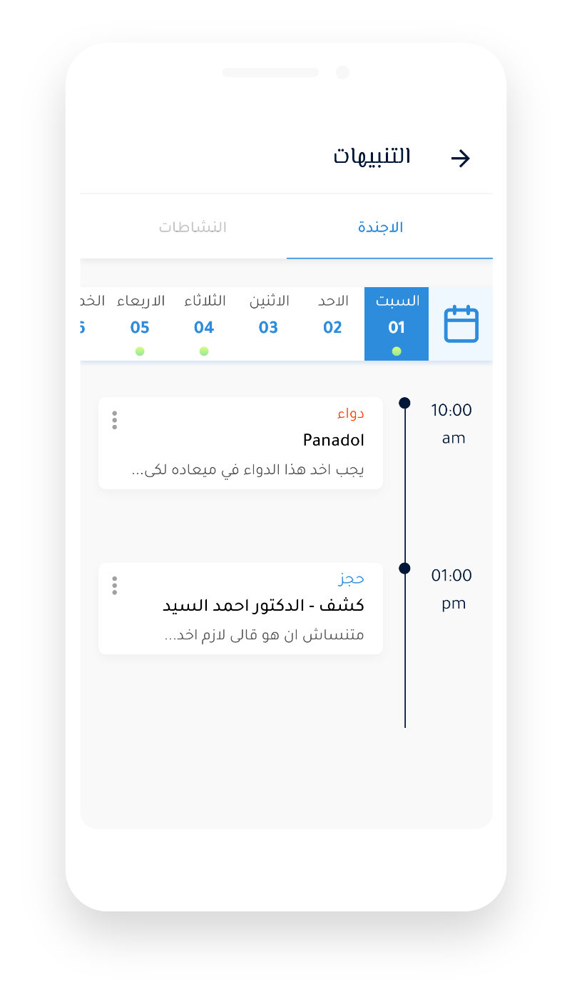 التنبيهات
الاجندة
النشاطات
السبت
01
الاحد
02
الاثنين
03
الثلاثاء
04
الاربعاء
05
10:00
am
دواء
Panadol
يجب اخد هذا الدواء في ميعاده لكى...
01:00
pm
حجز
كشف - الدكتور احمد السيد
متنساش ان هو قالى لازم اخد...